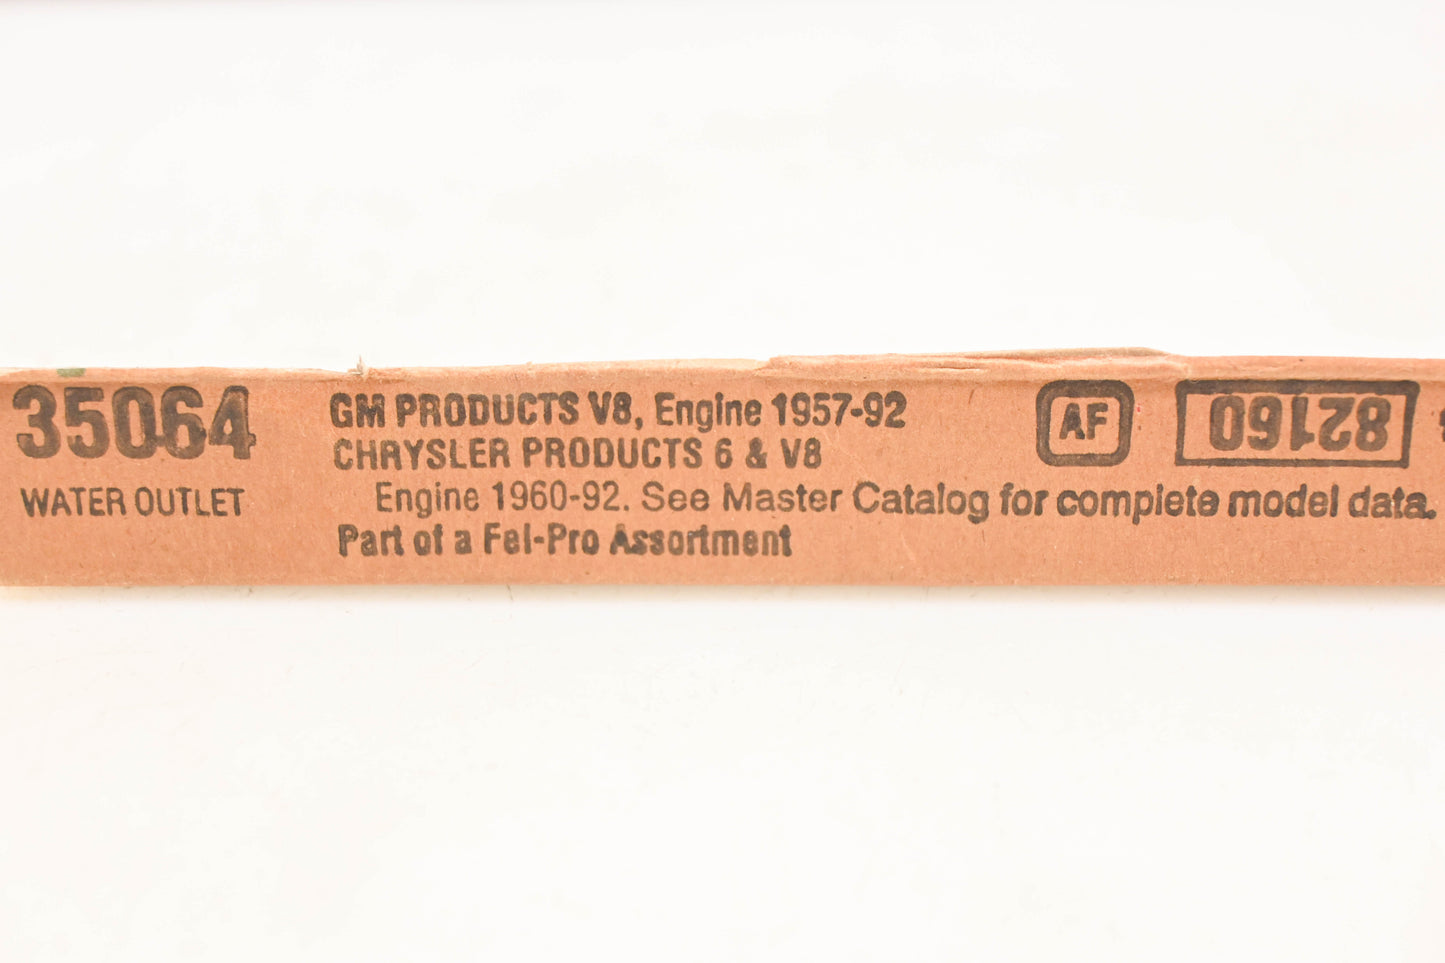 35064
WATER OUTLET
GM PRODUCTS V8, Engine 1957-92
CHRYSLER PRODUCTS 6 & V8
Engine 1960-92. See Master Catalog for complete model data.
Part of a Fel-Pro Assortment
AF
82160